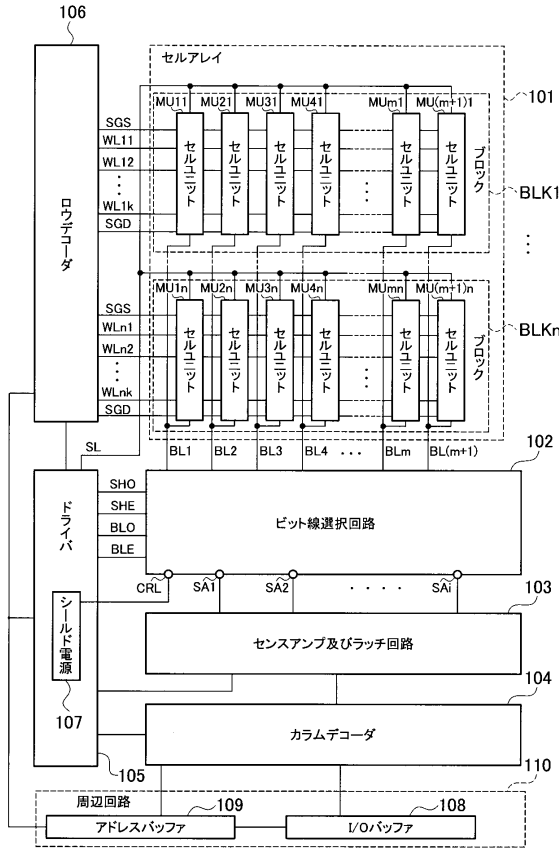 106
セルアレイ
101
MU11 MU21 MU31 MU41 MUm1 MU(m+1)1
SGS
WL11
WL12
WL1k
SGD
セルユニット セルユニット セルユニット セルユニット セルユニット セルユニット
ブロック
BLK1
ロウデコーダ
MU1n MU2n MU3n MU4n MUmn MU(m+1)n
SGS
WLn1
WLn2
WLnk
SGD
セルユニット セルユニット セルユニット セルユニット セルユニット セルユニット
ブロック
BLKn
SL
BL1 BL2 BL3 BL4 ・・・ BLm BL(m+1)
102
ドライバ
SHO
SHE
BLO
BLE
ビット線選択回路
CRL SA1 SA2 ・・・・ SAi
103
シールド電源
107
センスアンプ及びラッチ回路
104
カラムデコーダ
105
110
周辺回路
109
108
アドレスバッファ
I/Oバッファ